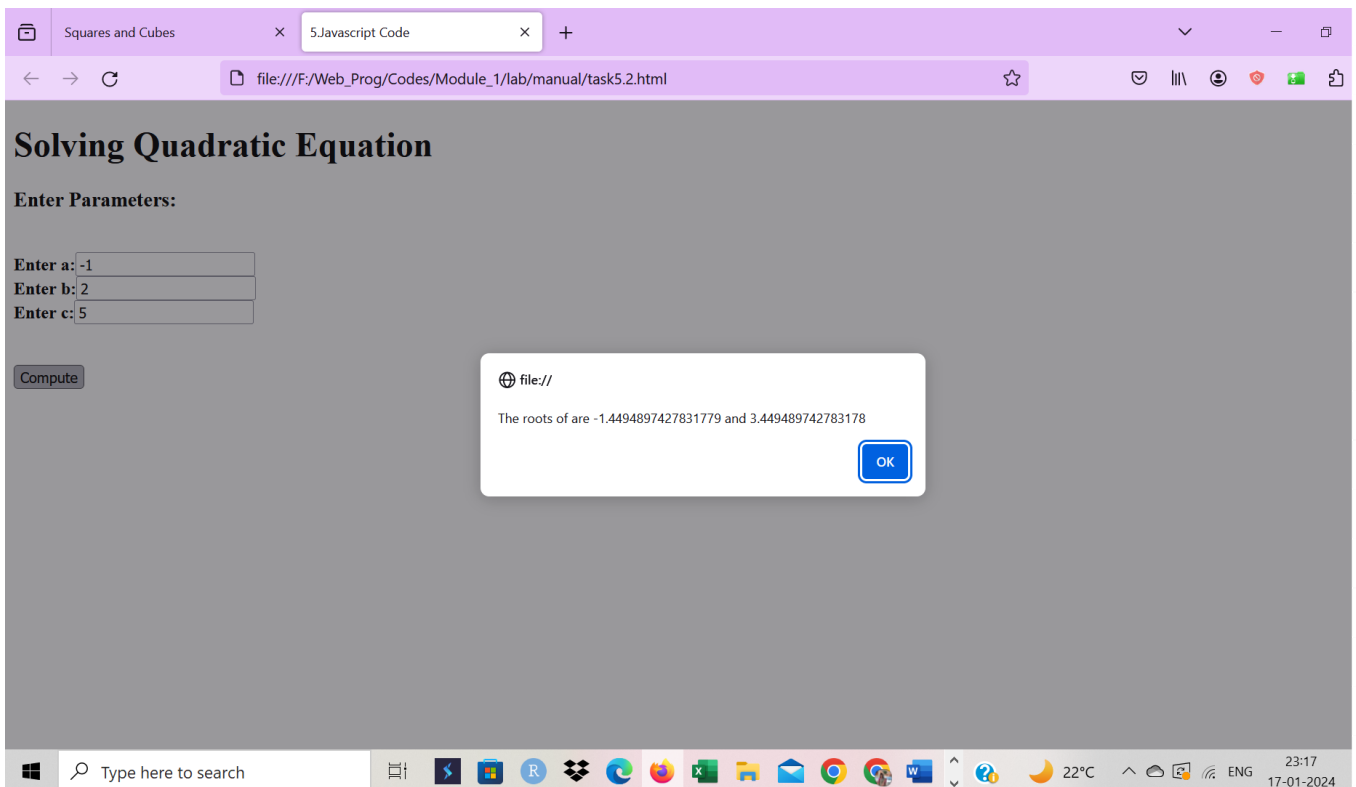 Squares and Cubes
5.Javascript Code
file:///F:/Web_Prog/Codes/Module_1/lab/manual/task5.2.html
Solving Quadratic Equation
Enter Parameters:
Enter a: -1
Enter b: 2
Enter c: 5
Compute
file://
The roots of are -1.4494897427831779 and 3.449489742783178
OK
Type here to search
22°C
ENG
23:17
17-01-2024